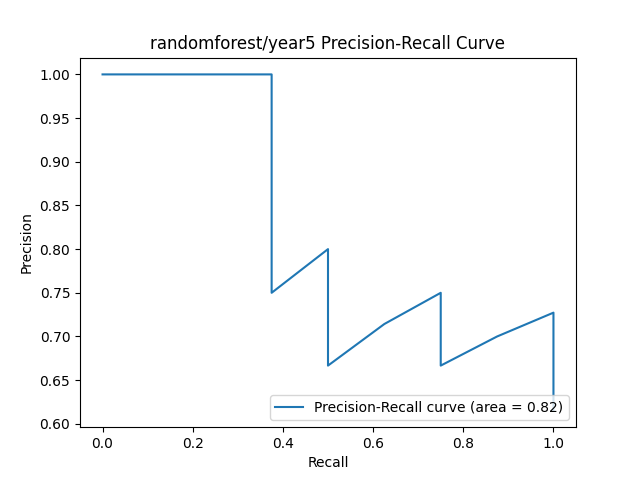 randomforest/year5 Precision-Recall Curve
1.00
0.95
0.90
0.85
0.80
0.75
0.70
0.65
0.60
Precision
Precision-Recall curve (area = 0.82)
0.0 0.2 0.4 0.6 0.8 1.0
Recall